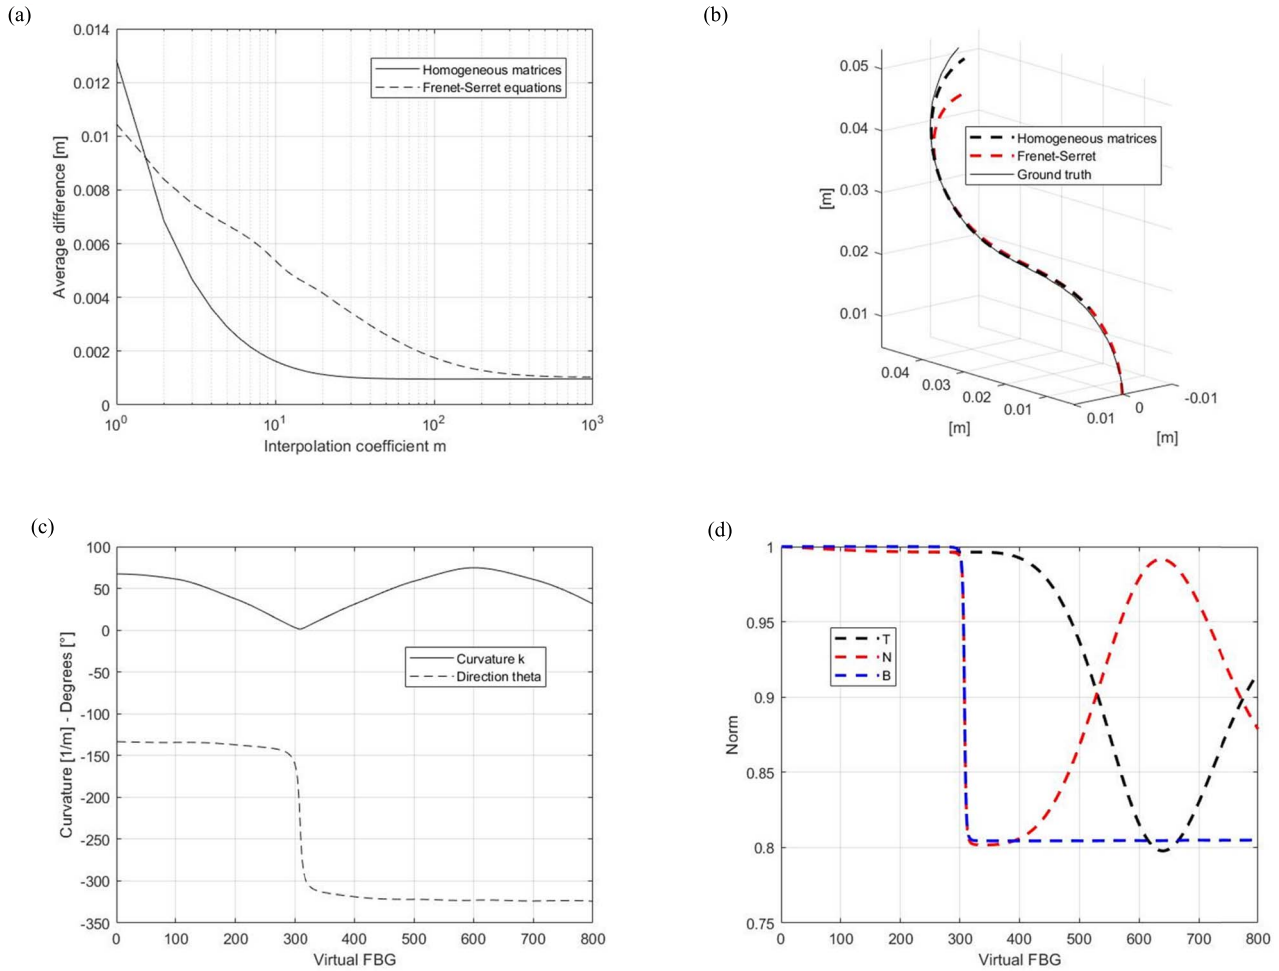 (a)
0.014
0.012
0.01
0.008
0.006
0.004
0.002
0
Average difference [m]
Homogeneous matrices
Frenet-Serret equations
10^0 10^1 10^2 10^3
Interpolation coefficient m
(b)
0.05
0.04
0.03
0.02
0.01
[m]
Homogeneous matrices
Frenet-Serret
Ground truth
0.04
0.03
0.02
0.01
[m]
0.01
0
-0.01
[m]
(c)
100
50
0
-50
-100
-150
-200
-250
-300
-350
Curvature [1/m] - Degrees [°]
Curvature k
Direction theta
0 100 200 300 400 500 600 700 800
Virtual FBG
(d)
1
0.95
0.9
0.85
0.8
0.75
Norm
T
N
B
0 100 200 300 400 500 600 700 800
Virtual FBG